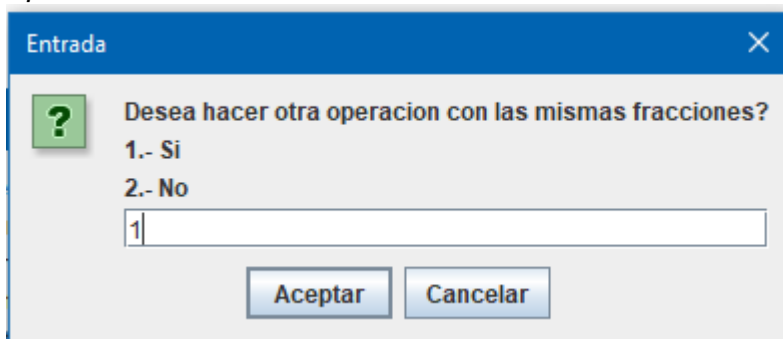 Entrada
Desea hacer otra operacion con las mismas fracciones?
1.- Si
2.- No
1
Aceptar Cancelar